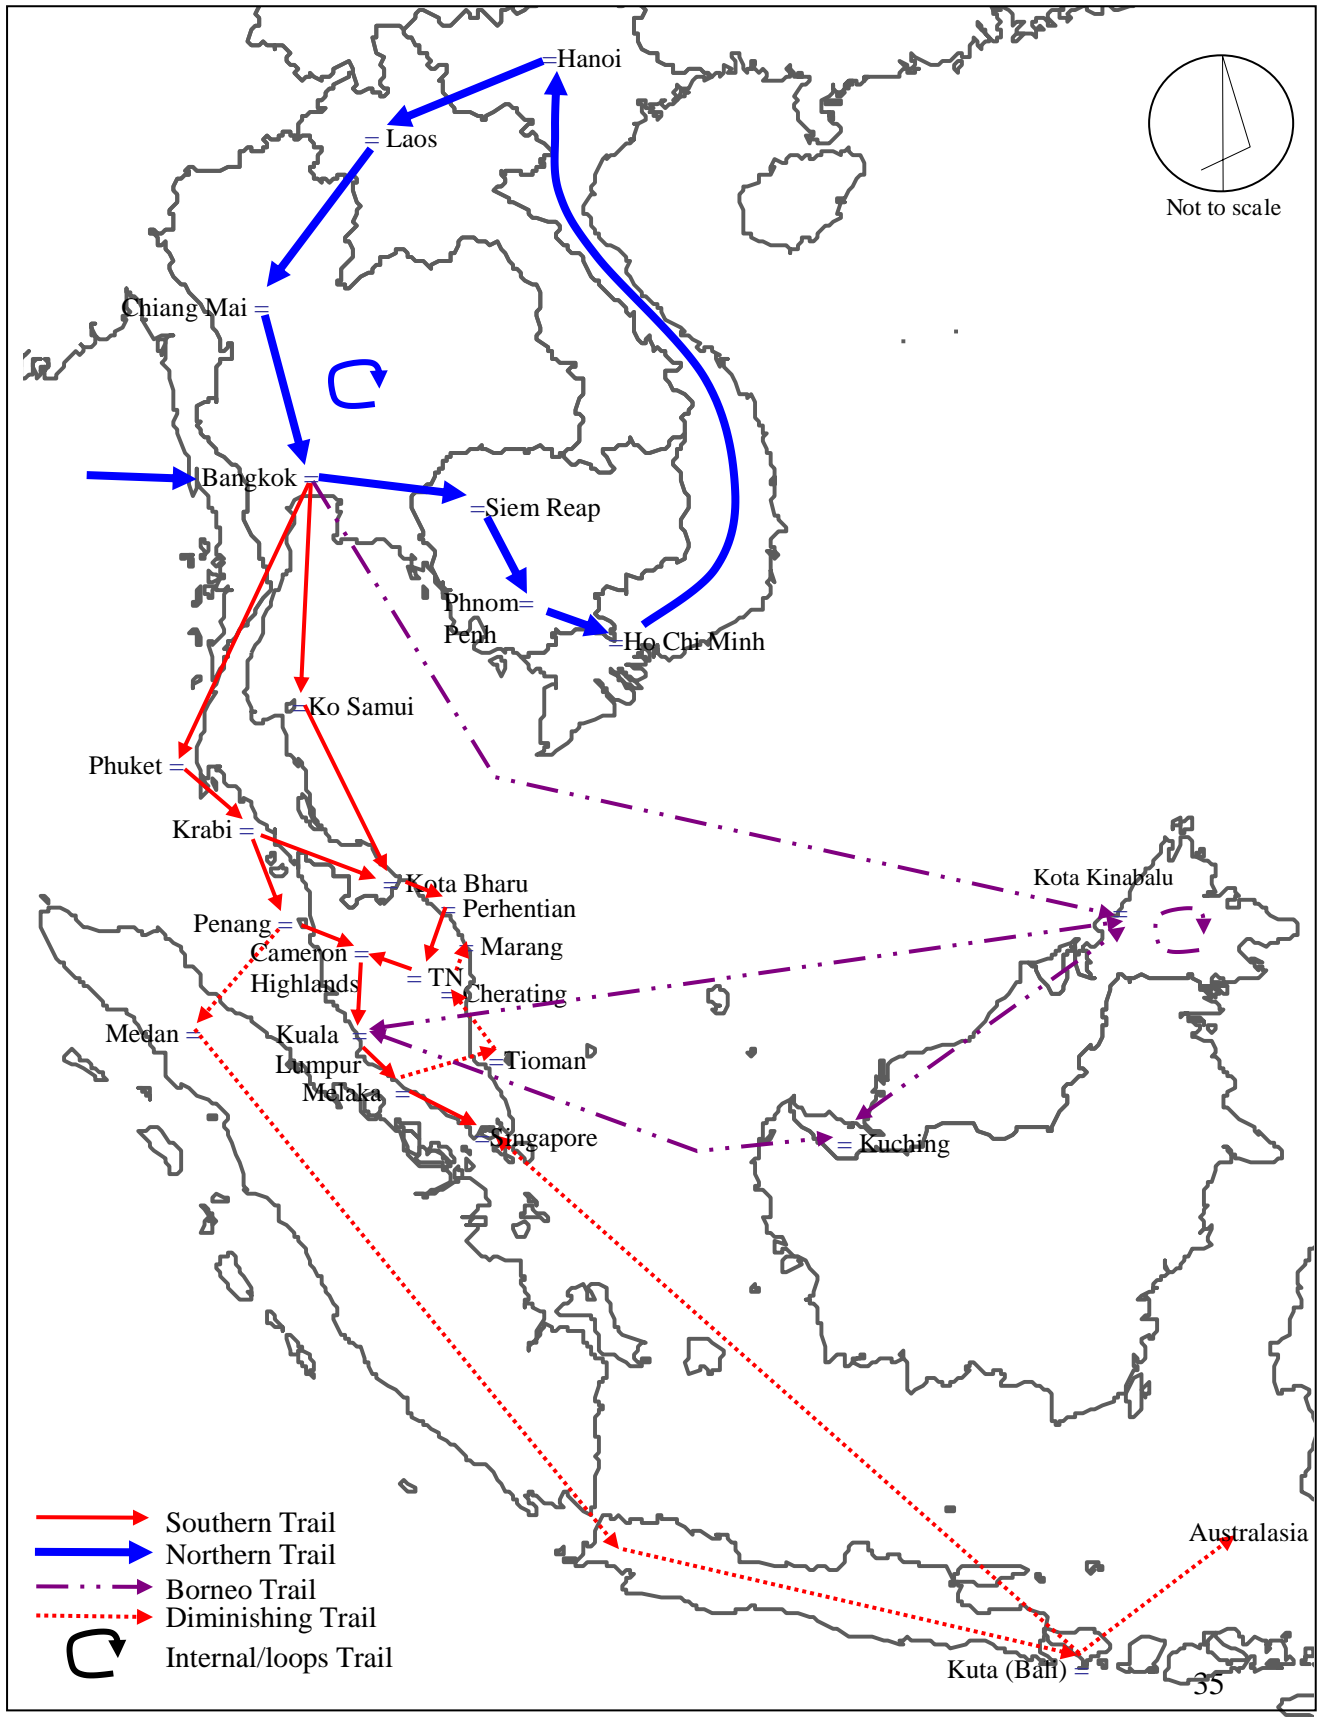 Hanoi
Laos
Not to scale
Chiang Mai
Bangkok
Siem Reap
Phnom
Penh
Ho Chi Minh
Ko Samui
Phuket
Krabi
Kota Bharu
Kota Kinabalu
Perhentian
Penang
Marang
Cameron
Highlands
TN
Cherating
Medan
Kuala
Lumpur
Tioman
Melaka
Singapore
Kuching
Southern Trail
Australasia
Northern Trail
Borneo Trail
Diminishing Trail
Internal/loops Trail
Kuta (Bali)
35